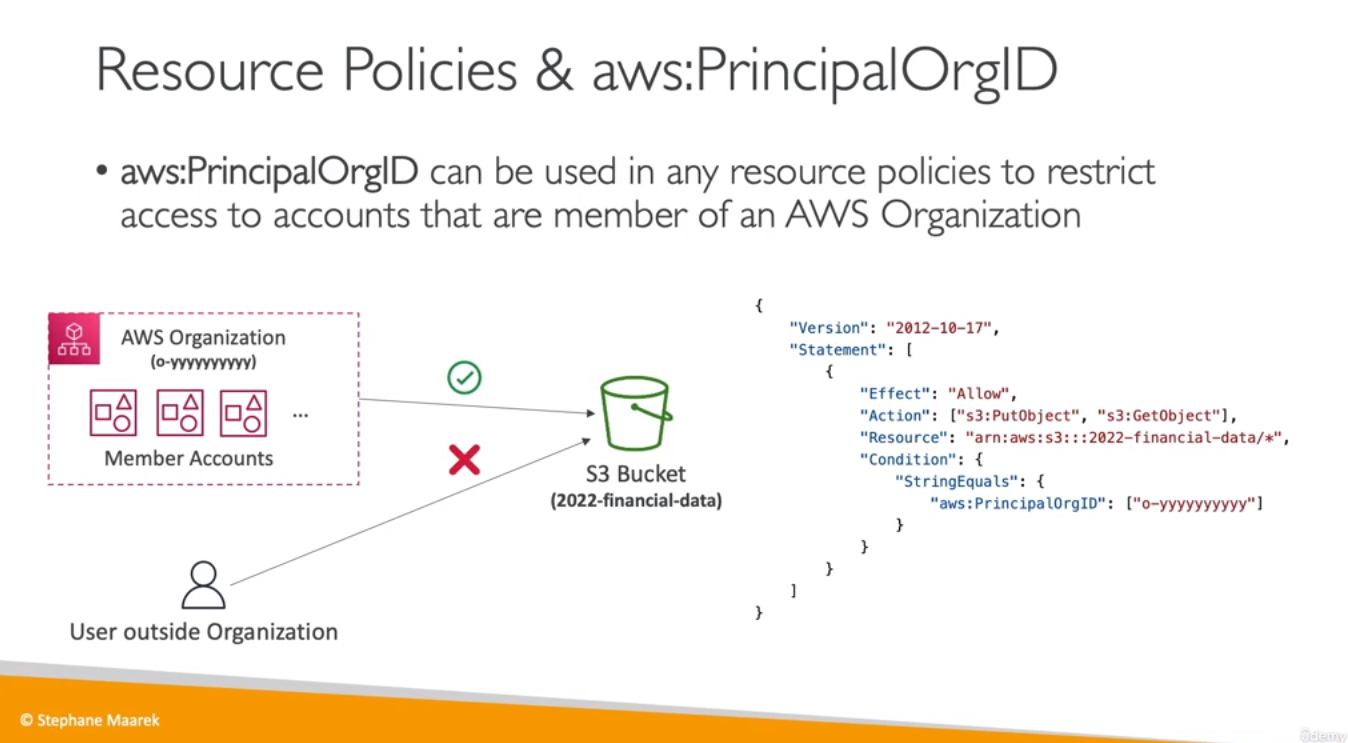 Resource Policies & aws:PrincipalOrgID
• aws:PrincipalOrgID can be used in any resource policies to restrict
access to accounts that are member of an AWS Organization
AWS Organization
(o-yyyyyyyyyy)
...
Member Accounts
S3 Bucket
(2022-financial-data)
User outside Organization
{
"Version": "2012-10-17",
"Statement": [
{
"Effect": "Allow",
"Action": ["s3:PutObject", "s3:GetObject"],
"Resource": "arn:aws:s3:::2022-financial-data/*",
"Condition": {
"StringEquals": {
"aws:PrincipalOrgID": ["o-yyyyyyyyyy"]
}
}
}
]
}
© Stephane Maarek
ûdemy